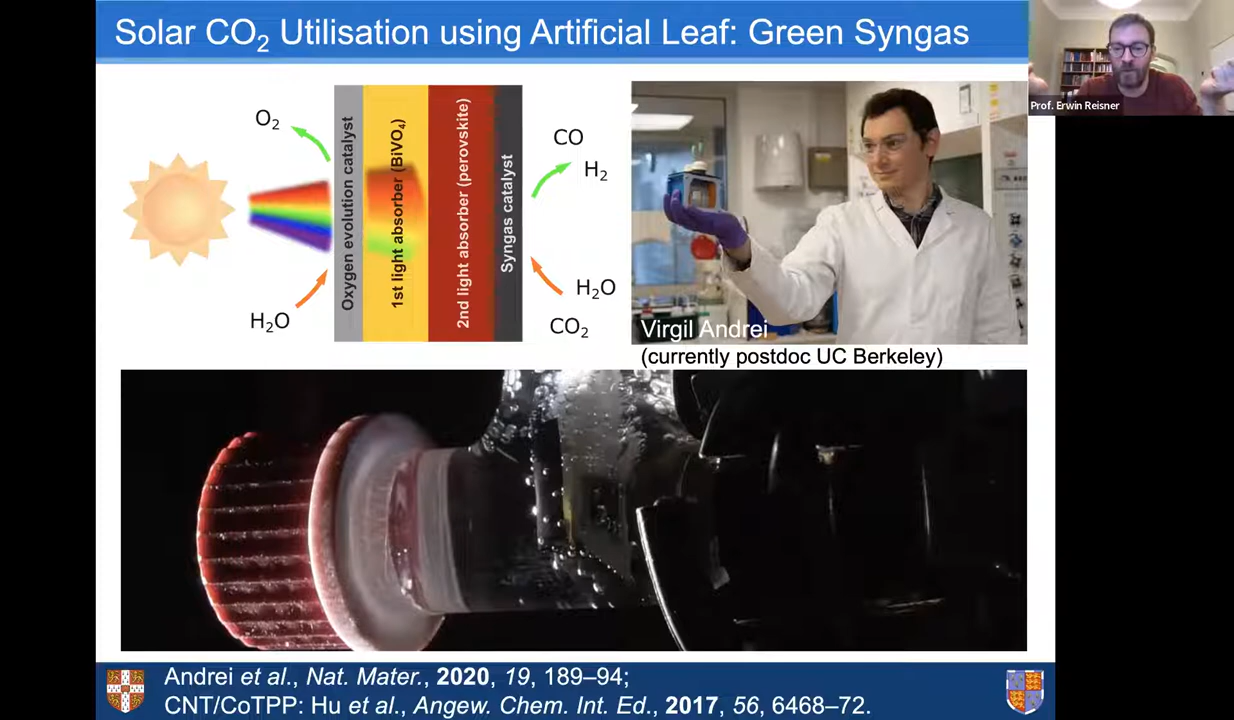 Solar CO₂ Utilisation using Artificial Leaf: Green Syngas
Prof. Erwin Reisner
O₂
H₂O
Oxygen evolution catalyst
1st light absorber (BiVO₄)
2nd light absorber (perovskite)
Syngas catalyst
CO
H₂
H₂O
CO₂
Virgil Andrei
(currently postdoc UC Berkeley)
Andrei et al., Nat. Mater., 2020, 19, 189–94;
CNT/CoTPP: Hu et al., Angew. Chem. Int. Ed., 2017, 56, 6468–72.